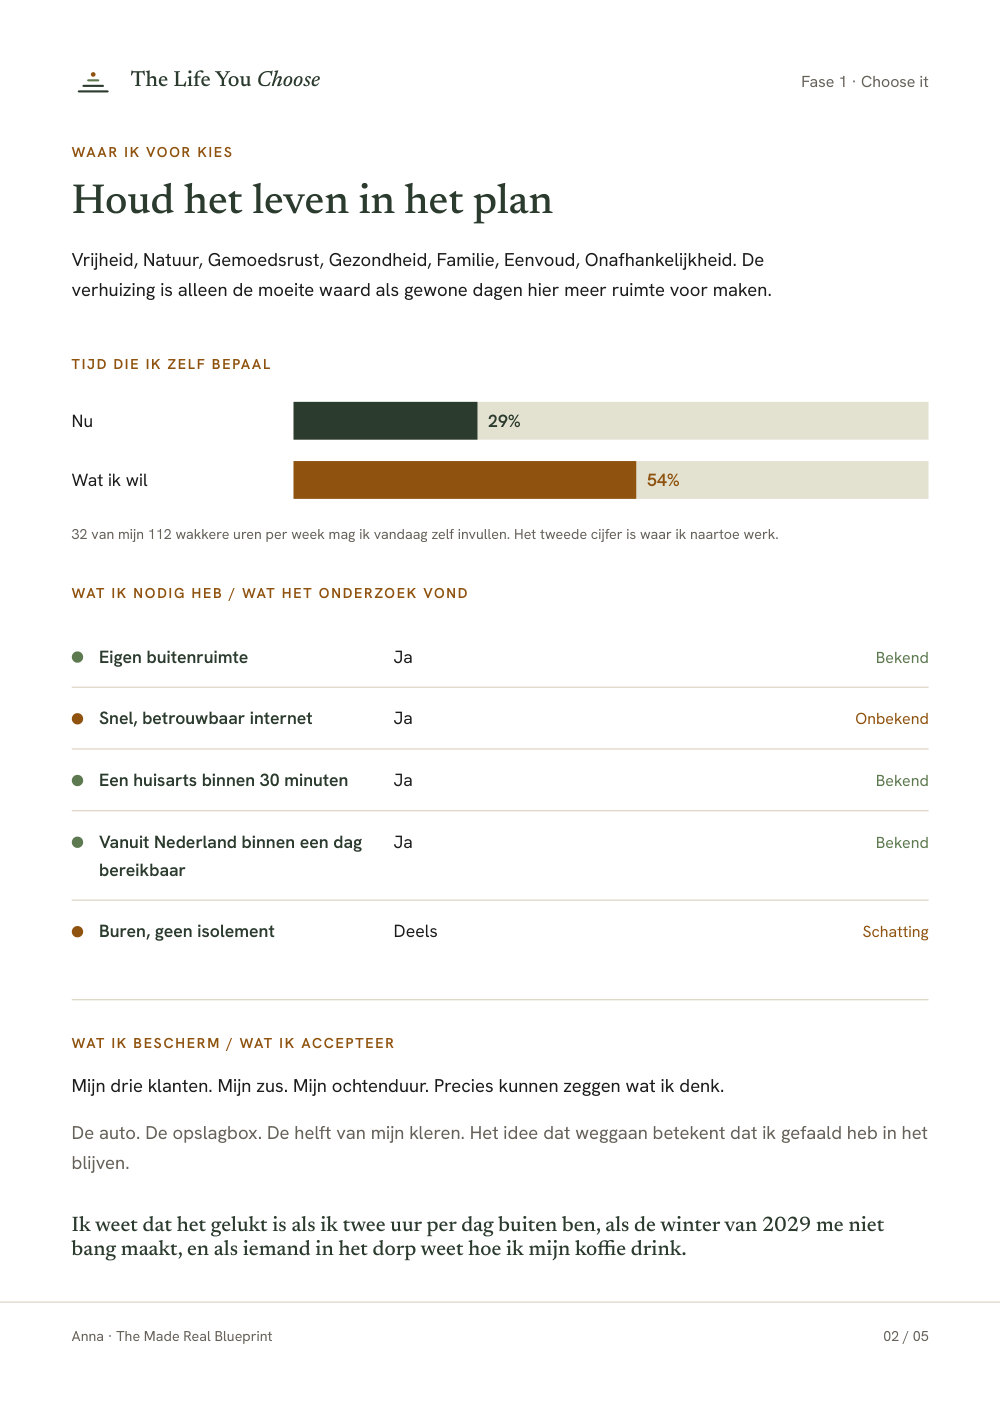 The Life You Choose
Fase 1 · Choose it
WAAR IK VOOR KIES
Houd het leven in het plan
Vrijheid, Natuur, Gemoedsrust, Gezondheid, Familie, Eenvoud, Onafhankelijkheid. De
verhuizing is alleen de moeite waard als gewone dagen hier meer ruimte voor maken.
TIJD DIE IK ZELF BEPAAL
Nu
29%
Wat ik wil
54%
32 van mijn 112 wakkere uren per week mag ik vandaag zelf invullen. Het tweede cijfer is waar ik naartoe werk.
WAT IK NODIG HEB / WAT HET ONDERZOEK VOND
Eigen buitenruimte
Ja
Bekend
Snel, betrouwbaar internet
Ja
Onbekend
Een huisarts binnen 30 minuten
Ja
Bekend
Vanuit Nederland binnen een dag
bereikbaar
Ja
Bekend
Buren, geen isolement
Deels
Schatting
WAT IK BESCHERM / WAT IK ACCEPTEER
Mijn drie klanten. Mijn zus. Mijn ochtenduur. Precies kunnen zeggen wat ik denk.
De auto. De opslagbox. De helft van mijn kleren. Het idee dat weggaan betekent dat ik gefaald heb in het
blijven.
Ik weet dat het gelukt is als ik twee uur per dag buiten ben, als de winter van 2029 me niet
bang maakt, en als iemand in het dorp weet hoe ik mijn koffie drink.
Anna · The Made Real Blueprint
02 / 05